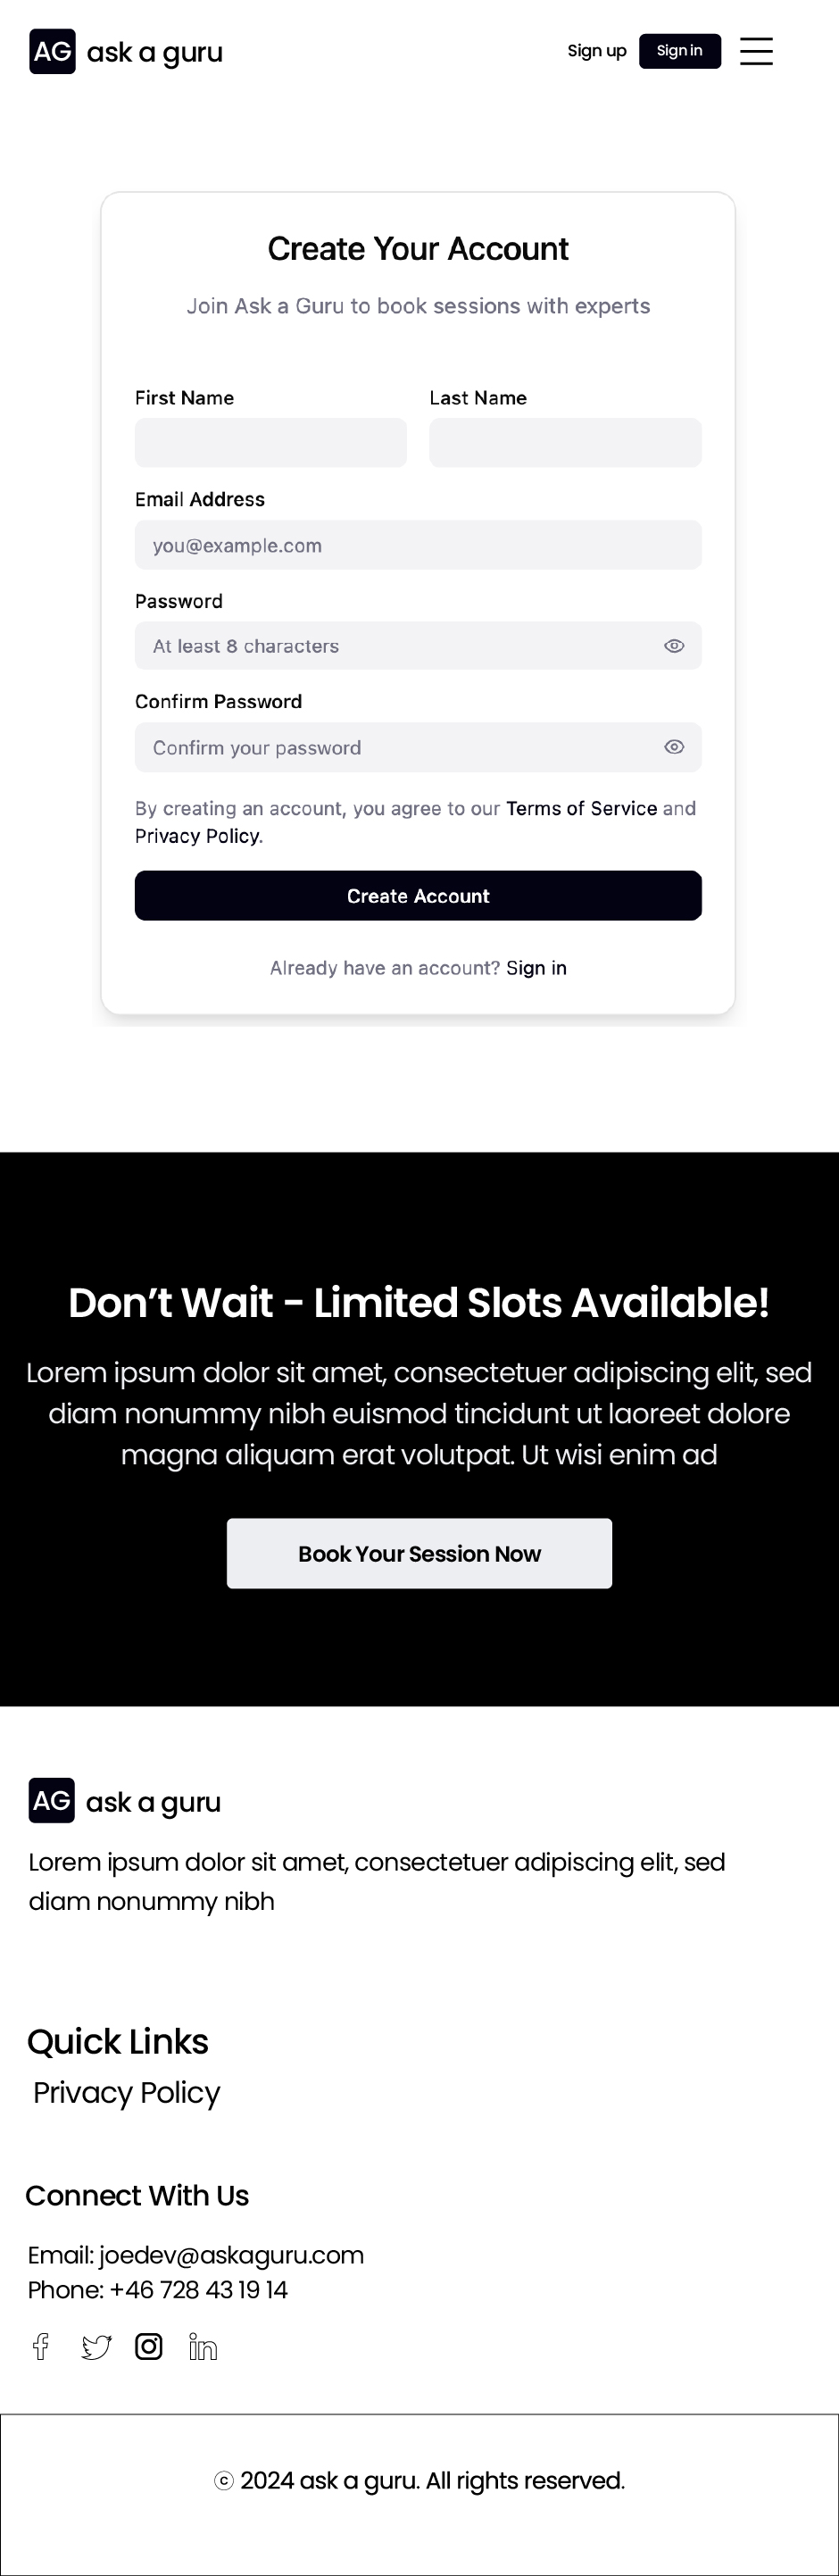 AG ask a guru
Sign up
Sign in
Create Your Account
Join Ask a Guru to book sessions with experts
First Name
Last Name
Email Address
you@example.com
Password
At least 8 characters
Confirm Password
Confirm your password
By creating an account, you agree to our Terms of Service and
Privacy Policy.
Create Account
Already have an account? Sign in
Don’t Wait - Limited Slots Available!
Lorem ipsum dolor sit amet, consectetuer adipiscing elit, sed
diam nonummy nibh euismod tincidunt ut laoreet dolore
magna aliquam erat volutpat. Ut wisi enim ad
Book Your Session Now
AG ask a guru
Lorem ipsum dolor sit amet, consectetuer adipiscing elit, sed
diam nonummy nibh
Quick Links
Privacy Policy
Connect With Us
Email: joedev@askaguru.com
Phone: +46 728 43 19 14
© 2024 ask a guru. All rights reserved.